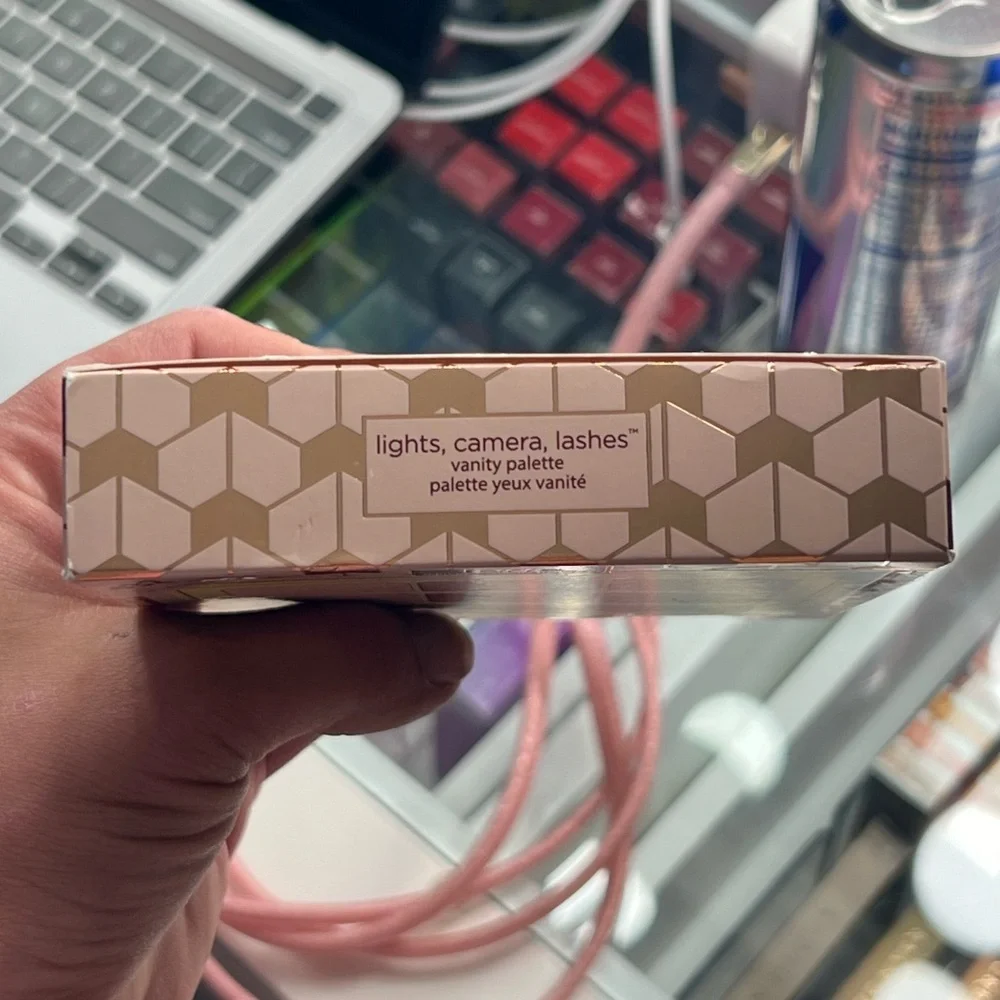 lights, camera, lashes™
vanity palette
palette yeux vanité